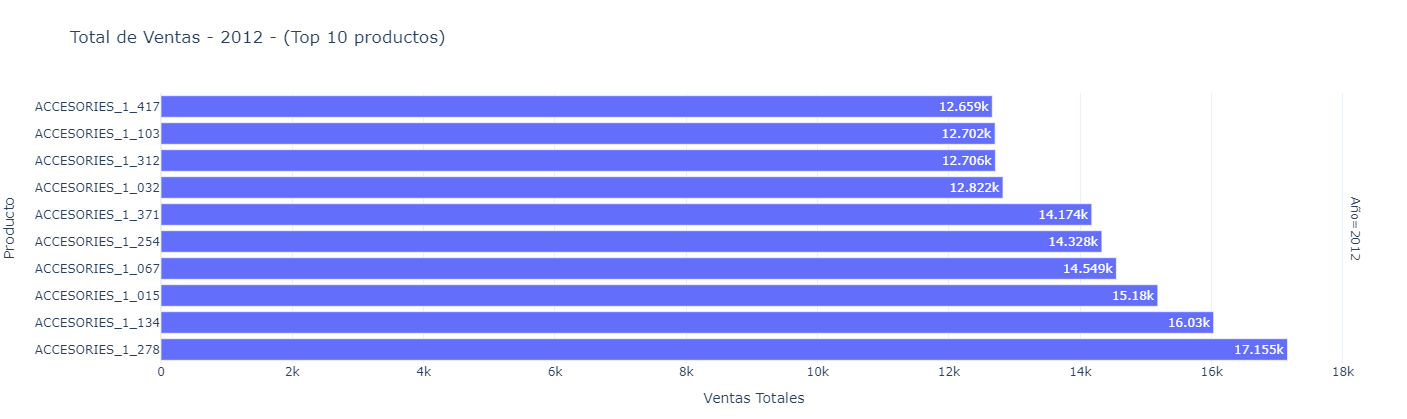 Total de Ventas - 2012 - (Top 10 productos)
ACCESORIES_1_417 12.659k
ACCESORIES_1_103 12.702k
ACCESORIES_1_312 12.706k
ACCESORIES_1_032 12.822k
ACCESORIES_1_371 14.174k
ACCESORIES_1_254 14.328k
ACCESORIES_1_067 14.549k
ACCESORIES_1_015 15.18k
ACCESORIES_1_134 16.03k
ACCESORIES_1_278 17.155k
Producto
Año=2012
0 2k 4k 6k 8k 10k 12k 14k 16k 18k
Ventas Totales